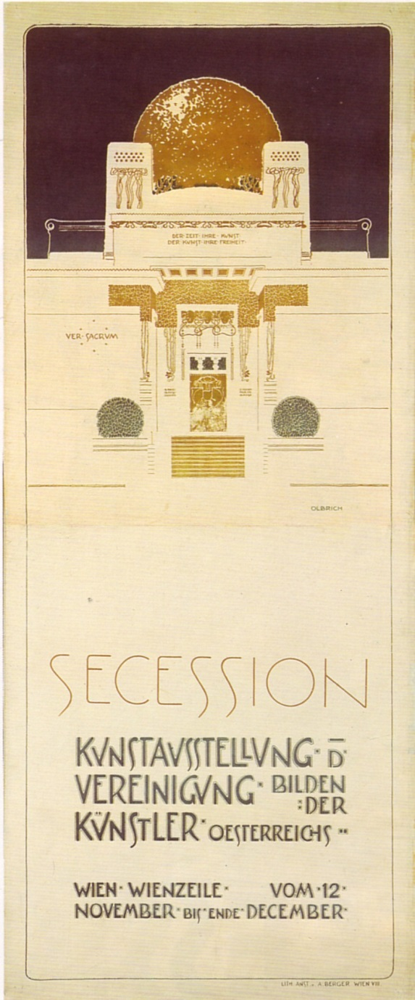 DER·ZEIT·IHRE·KVNST·
DER·KVNST·IHRE·FREIHEIT·
VER·SACRVM
OLBRICH
SECESSION
KVNSTAVSSTELLVNG· D̅·
VEREINIGVNG· BILDEN
:DER
KV̈NSTLER·OESTERREICHS··
WIEN·WIENZEILE· VOM·12·
NOVEMBER·BIS·ENDE·DECEMBER·
LITH. ANST. v. A. BERGER WIEN VIII.